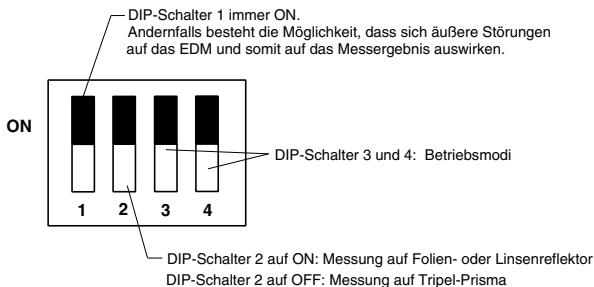 DIP-Schalter 1 immer ON.
Andernfalls besteht die Möglichkeit, dass sich äußere Störungen
auf das EDM und somit auf das Messergebnis auswirken.
ON
DIP-Schalter 3 und 4: Betriebsmodi
1 2 3 4
DIP-Schalter 2 auf ON: Messung auf Folien- oder Linsenreflektor
DIP-Schalter 2 auf OFF: Messung auf Tripel-Prisma